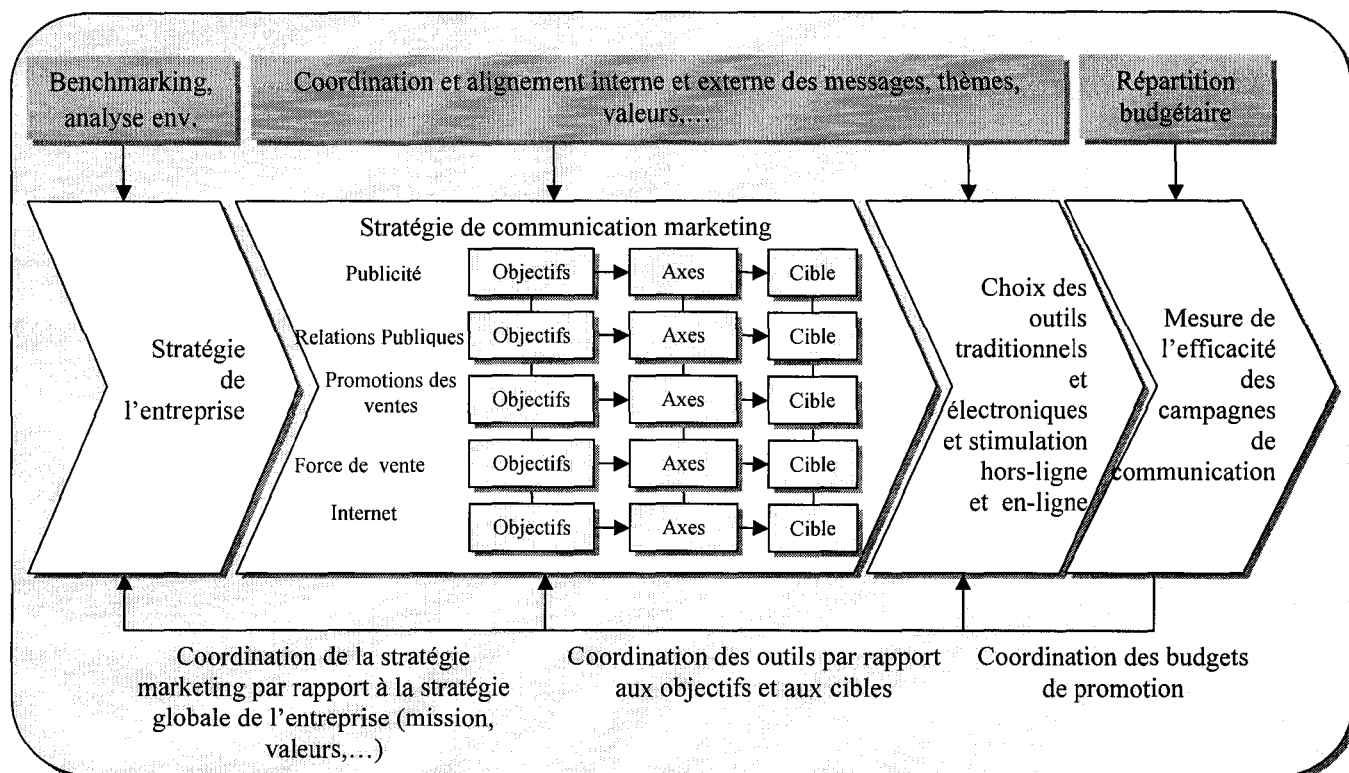 Benchmarking,
analyse env.
Coordination et alignement interne et externe des messages, thèmes,
valeurs,…
Répartition
budgétaire
Stratégie
de
l’entreprise
Stratégie de communication marketing
Publicité
Objectifs
Axes
Cible
Relations Publiques
Objectifs
Axes
Cible
Promotions des
ventes
Objectifs
Axes
Cible
Force de vente
Objectifs
Axes
Cible
Internet
Objectifs
Axes
Cible
Choix des
outils
traditionnels
et
électroniques
et stimulation
hors-ligne
et en-ligne
Mesure de
l’efficacité
des
campagnes
de
communication
Coordination de la stratégie
marketing par rapport à la stratégie
globale de l’entreprise (mission,
valeurs,…)
Coordination des outils par rapport
aux objectifs et aux cibles
Coordination des budgets
de promotion